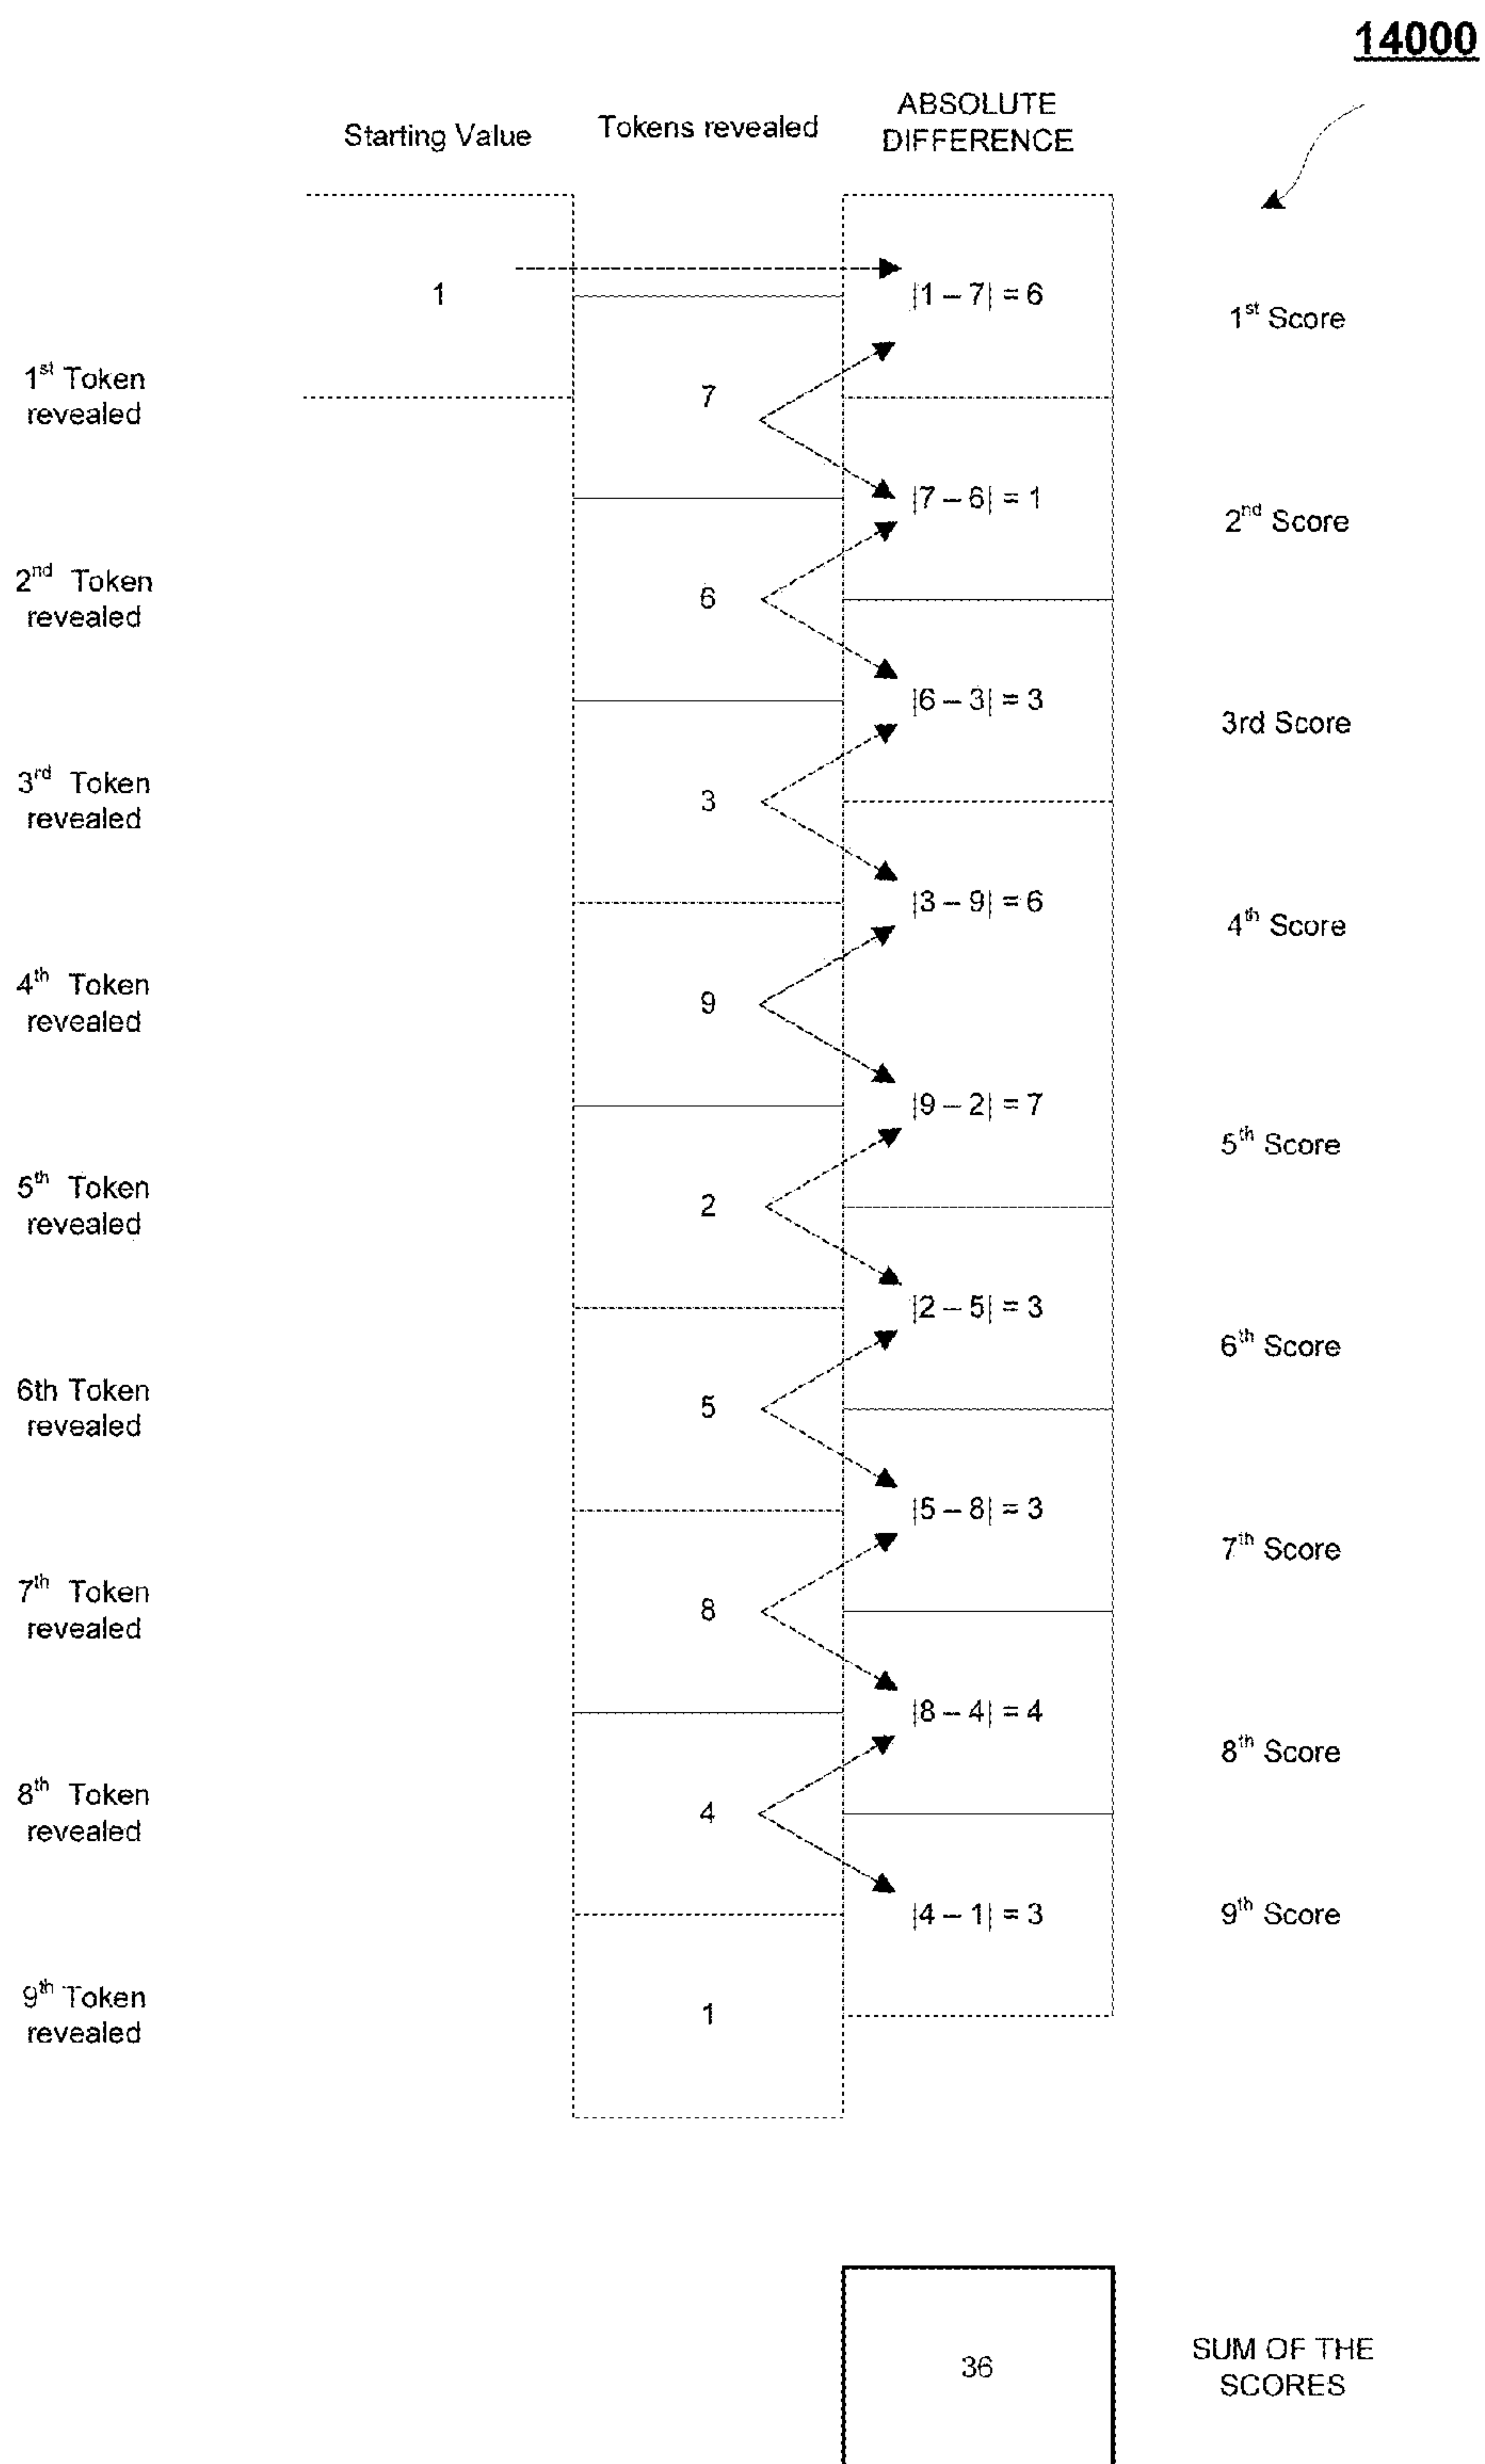 14000
Starting Value
Tokens revealed
ABSOLUTE
DIFFERENCE
1
|1 – 7| = 6
1st Score
1st Token
revealed
7
|7 – 6| = 1
2nd Score
2nd Token
revealed
6
|6 – 3| = 3
3rd Score
3rd Token
revealed
3
|3 – 9| = 6
4th Score
4th Token
revealed
9
|9 – 2| = 7
5th Score
5th Token
revealed
2
|2 – 5| = 3
6th Score
6th Token
revealed
5
|5 – 8| = 3
7th Score
7th Token
revealed
8
|8 – 4| = 4
8th Score
8th Token
revealed
4
|4 – 1| = 3
9th Score
9th Token
revealed
1
36
SUM OF THE
SCORES